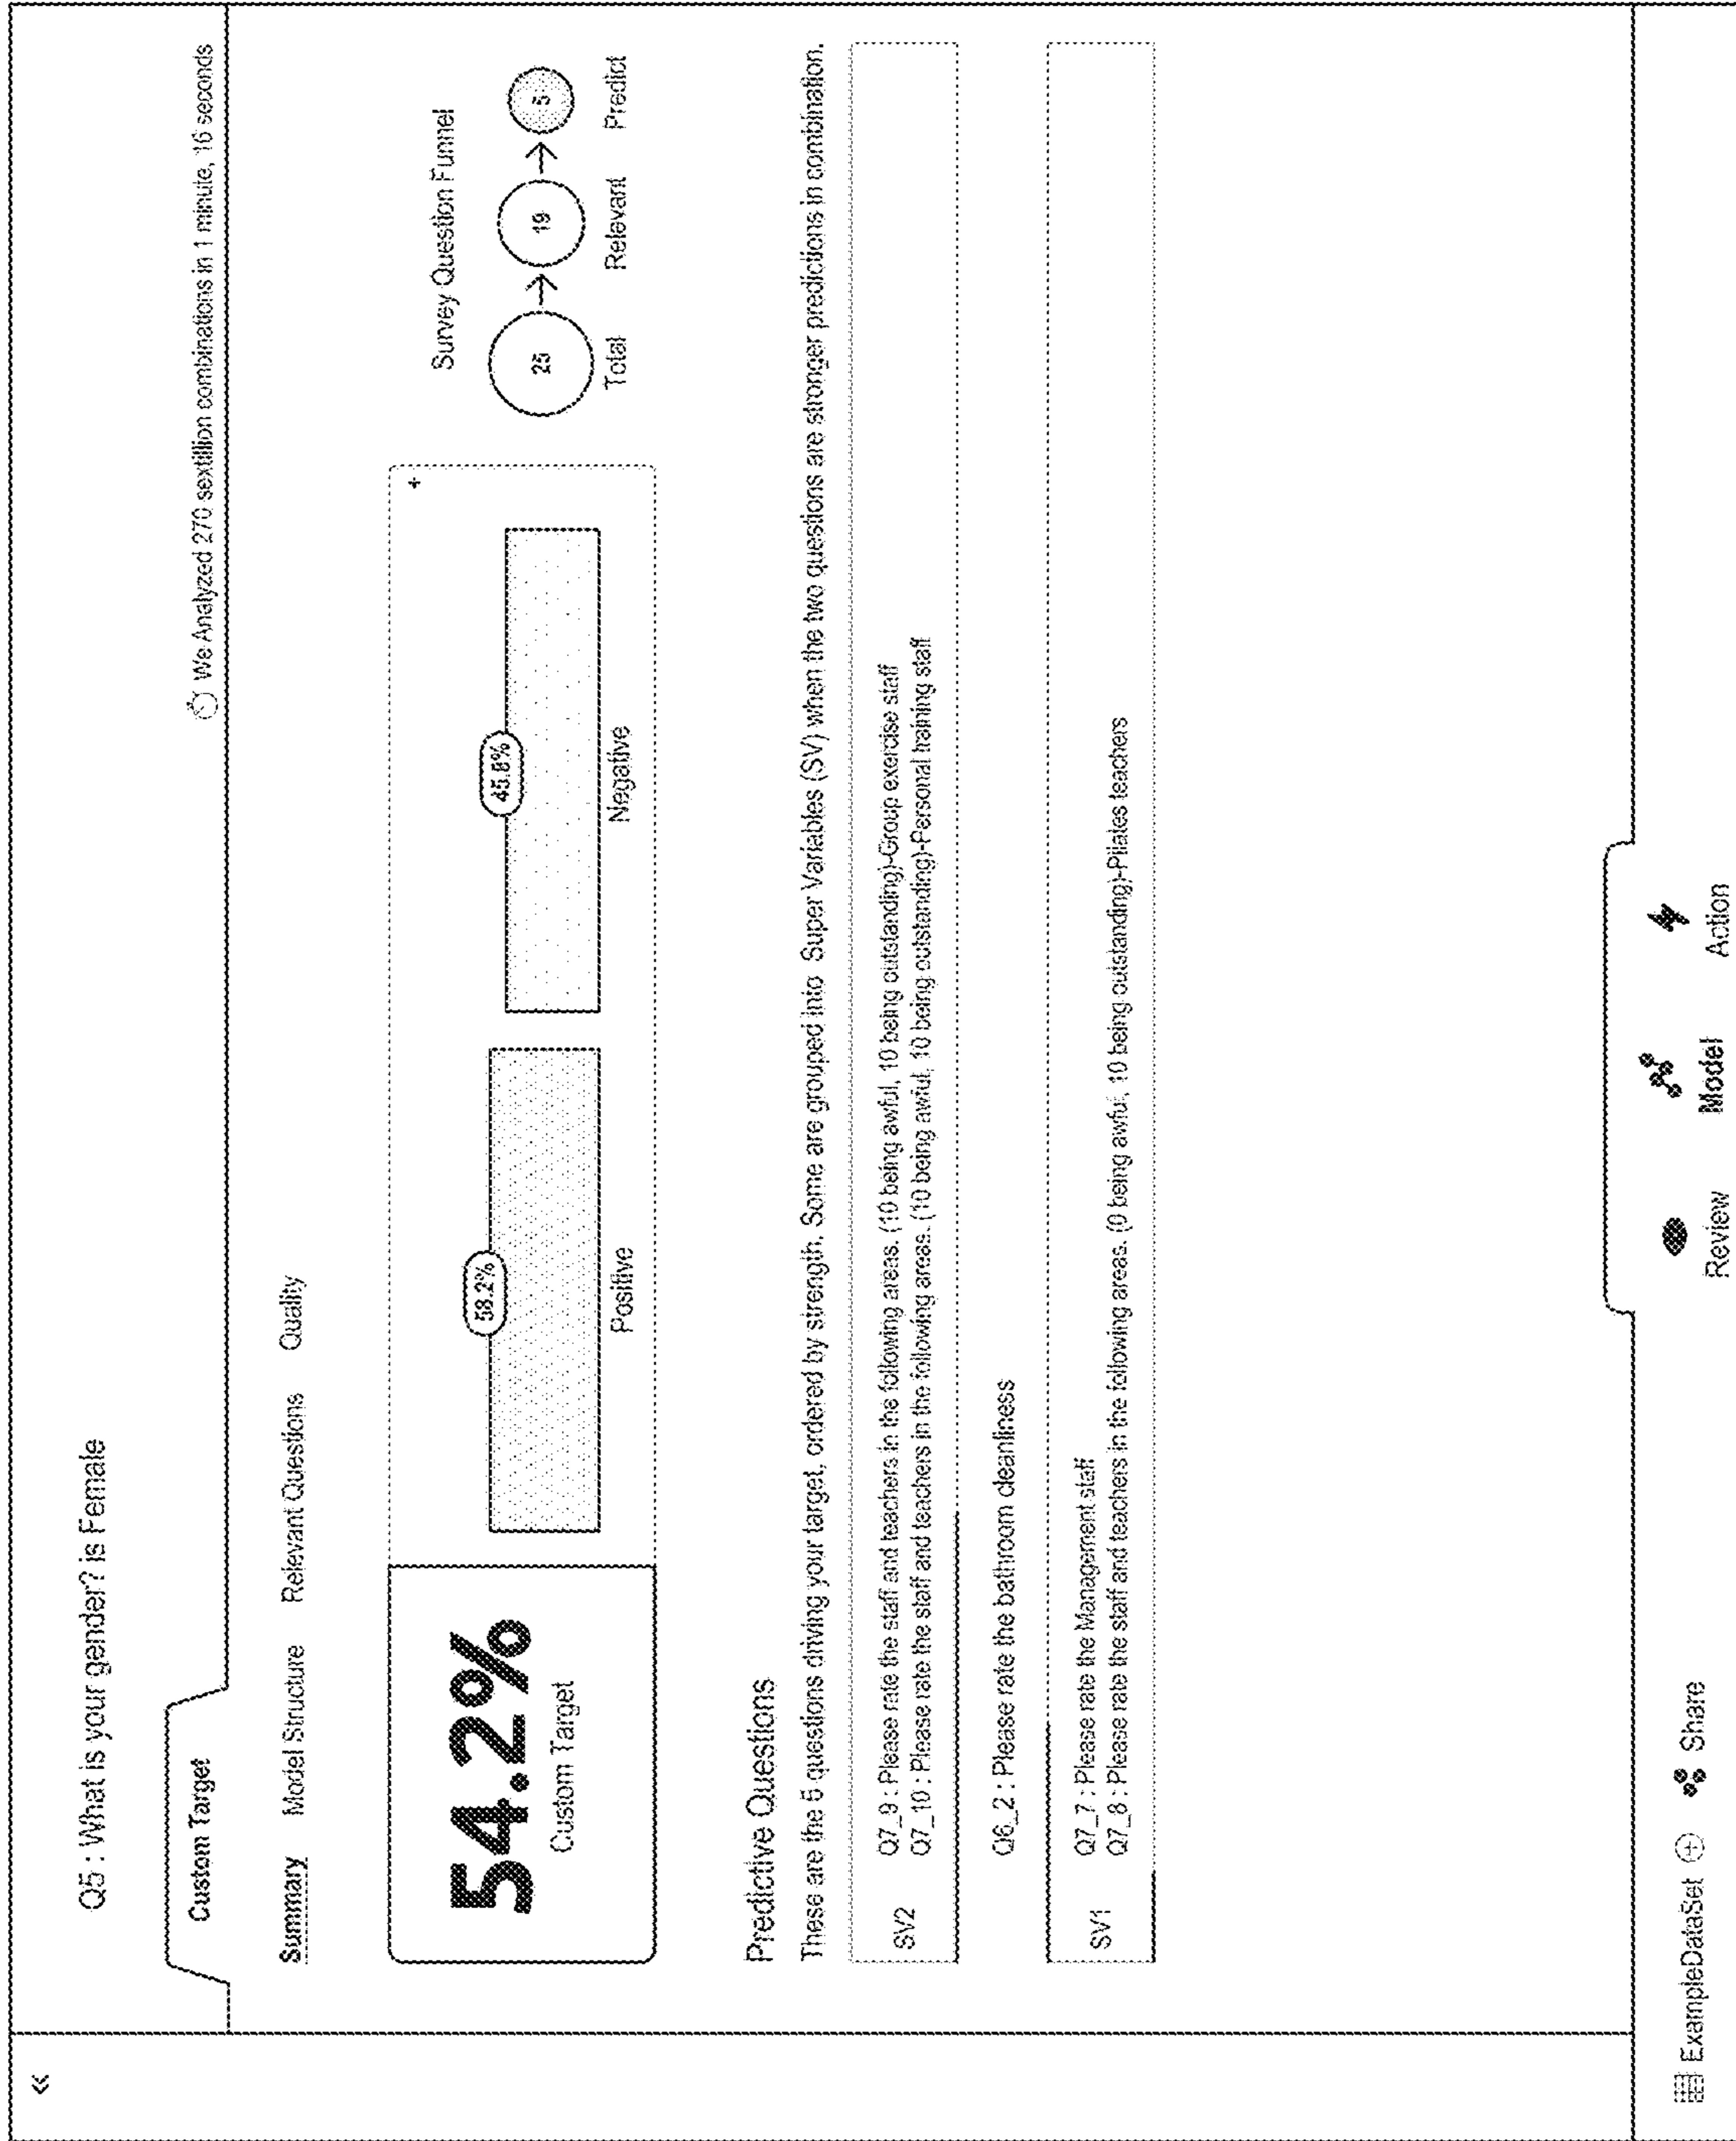 «
Q5 : What is your gender? is Female
Custom Target
We Analyzed 270 sextillion combinations in 1 minute, 16 seconds
Summary Model Structure Relevant Questions Quality
54.2%
Custom Target
58.2%
Positive
45.8%
Negative
+
Survey Question Funnel
25 19 5
Total Relevant Predict
Predictive Questions
These are the 5 questions driving your target, ordered by strength. Some are grouped into Super Variables (SV) when the two questions are stronger predictions in combination.
SV2
Q7_9 : Please rate the staff and teachers in the following areas. (10 being awful, 10 being outstanding)-Group exercise staff
Q7_10 : Please rate the staff and teachers in the following areas. (10 being awful, 10 being outstanding)-Personal training staff
Q6_2 : Please rate the bathroom cleanliness
SV1
Q7_7 : Please rate the Management staff
Q7_8 : Please rate the staff and teachers in the following areas. (0 being awful, 10 being outstanding)-Pilates teachers
ExampleDataSet Share
Review Model Action